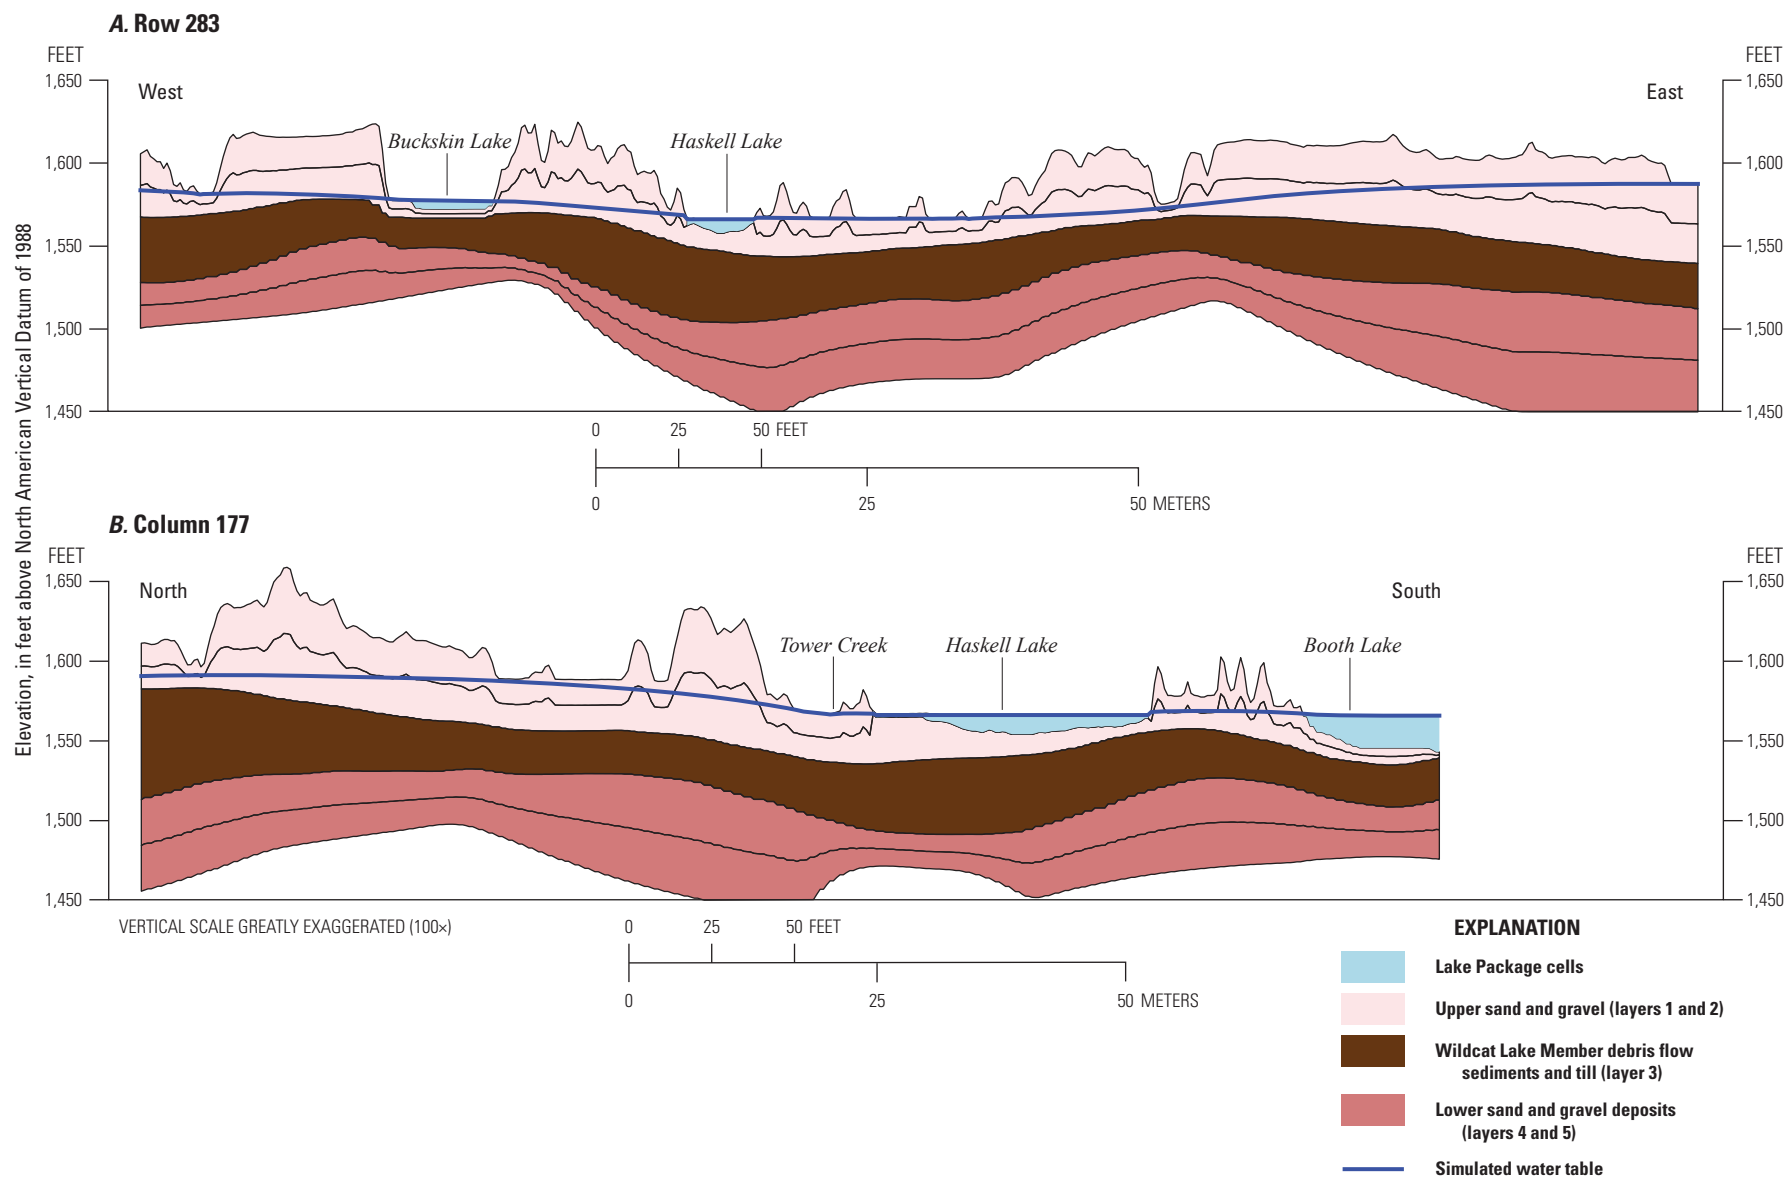 A. Row 283
FEET
FEET
1,650
1,650
West
East
Buckskin Lake
Haskell Lake
1,600
1,600
1,550
1,550
1,500
1,500
1,450
1,450
0 25 50 FEET
0 25 50 METERS
Elevation, in feet above North American Vertical Datum of 1988
B. Column 177
FEET
FEET
1,650
1,650
North
South
Tower Creek
Haskell Lake
Booth Lake
1,600
1,600
1,550
1,550
1,500
1,500
1,450
1,450
VERTICAL SCALE GREATLY EXAGGERATED (100×)
0 25 50 FEET
0 25 50 METERS
EXPLANATION
Lake Package cells
Upper sand and gravel (layers 1 and 2)
Wildcat Lake Member debris flow
sediments and till (layer 3)
Lower sand and gravel deposits
(layers 4 and 5)
Simulated water table